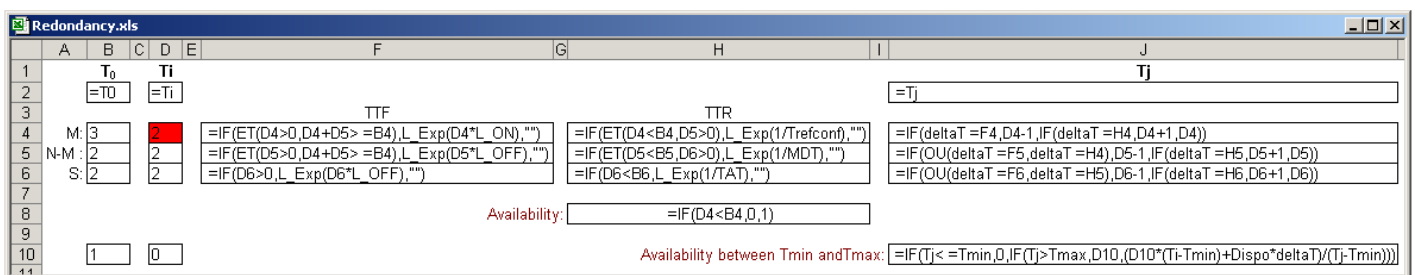 Redondancy.xls
A B C D E F G H I J
1 T0 Ti Tj
2 =T0 =Ti =Tj
3 TTF TTR
4 M: 3 2 =IF(ET(D4>0,D4+D5> =B4),L_Exp(D4*L_ON),"") =IF(ET(D4<B4,D5>0),L_Exp(1/Trefconf),"") =IF(deltaT =F4,D4-1,IF(deltaT =H4,D4+1,D4))
5 N-M : 2 2 =IF(ET(D5>0,D4+D5> =B4),L_Exp(D5*L_OFF),"") =IF(ET(D5<B5,D6>0),L_Exp(1/MDT),"") =IF(OU(deltaT =F5,deltaT =H4),D5-1,IF(deltaT =H5,D5+1,D5))
6 S: 2 2 =IF(D6>0,L_Exp(D6*L_OFF),"") =IF(D6<B6,L_Exp(1/TAT),"") =IF(OU(deltaT =F6,deltaT =H5),D6-1,IF(deltaT =H6,D6+1,D6))
7
8 Availability: =IF(D4<B4,0,1)
9
10 1 0 Availability between Tmin andTmax: =IF(Tj< =Tmin,0,IF(Tj>Tmax,D10,(D10*(Ti-Tmin)+Dispo*deltaT)/(Tj-Tmin)))
11